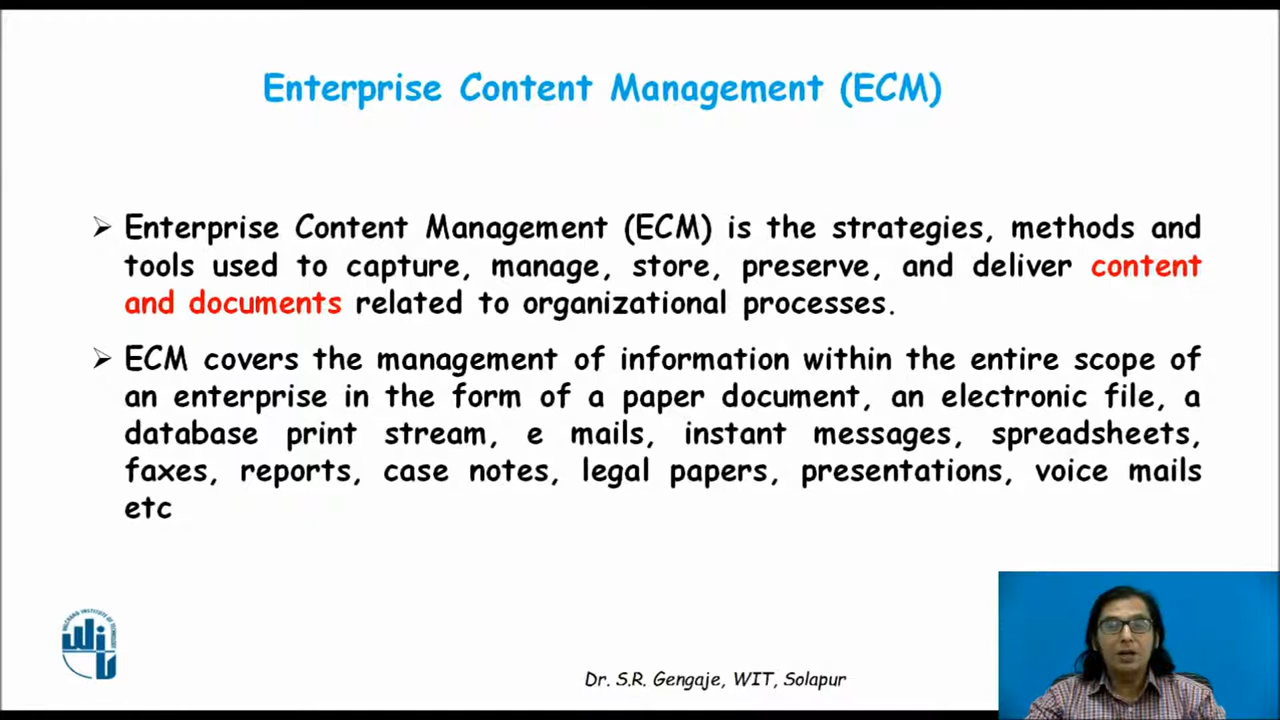 Enterprise Content Management (ECM)
Enterprise Content Management (ECM) is the strategies, methods and
tools used to capture, manage, store, preserve, and deliver content
and documents related to organizational processes.
ECM covers the management of information within the entire scope of
an enterprise in the form of a paper document, an electronic file, a
database print stream, e mails, instant messages, spreadsheets,
faxes, reports, case notes, legal papers, presentations, voice mails
etc
Dr. S.R. Gengaje, WIT, Solapur